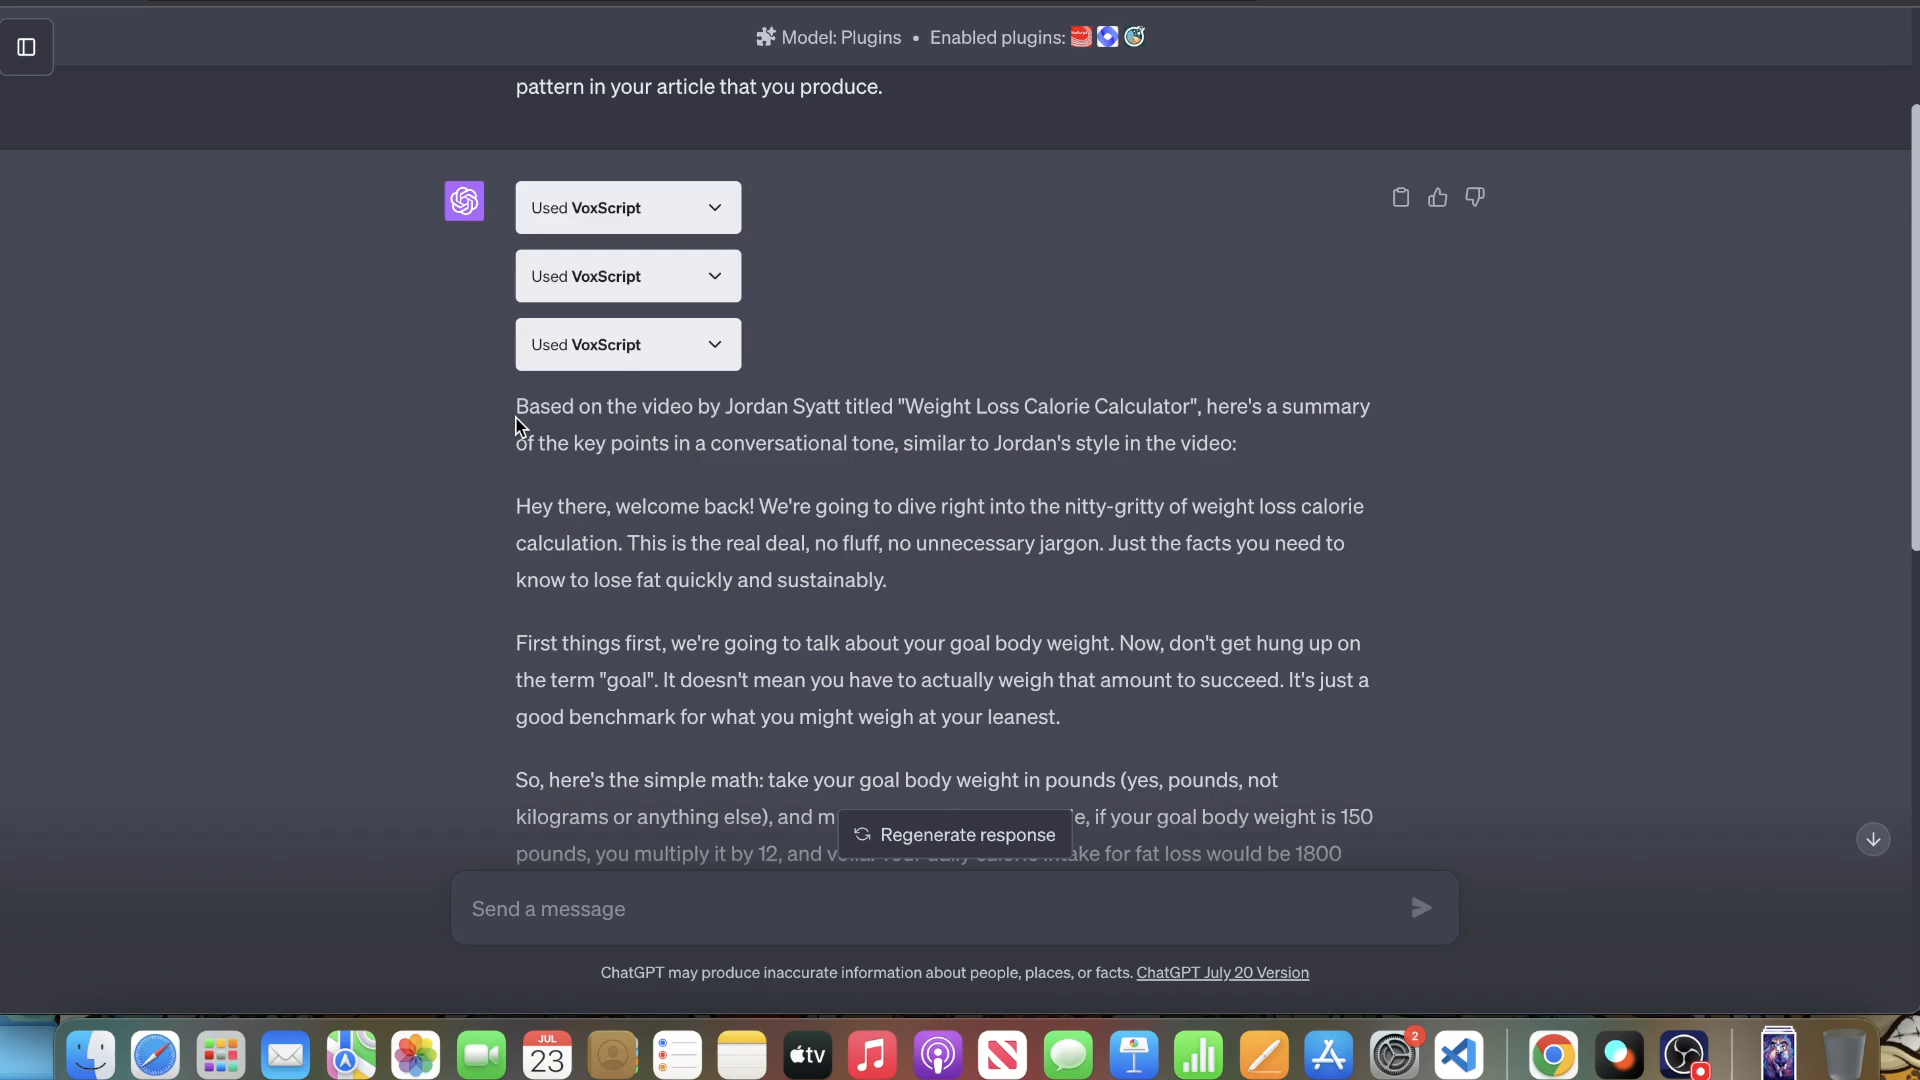 Model: Plugins • Enabled plugins:
pattern in your article that you produce.
Used VoxScript
Used VoxScript
Used VoxScript
Based on the video by Jordan Syatt titled "Weight Loss Calorie Calculator", here's a summary
of the key points in a conversational tone, similar to Jordan's style in the video:
Hey there, welcome back! We're going to dive right into the nitty-gritty of weight loss calorie
calculation. This is the real deal, no fluff, no unnecessary jargon. Just the facts you need to
know to lose fat quickly and sustainably.
First things first, we're going to talk about your goal body weight. Now, don't get hung up on
the term "goal". It doesn't mean you have to actually weigh that amount to succeed. It's just a
good benchmark for what you might weigh at your leanest.
So, here's the simple math: take your goal body weight in pounds (yes, pounds, not
kilograms or anything else), and if your goal body weight is 150
Regenerate response
pounds, you multiply it by 12, and for fat loss would be 1800
Send a message
ChatGPT may produce inaccurate information about people, places, or facts. ChatGPT July 20 Version
JUL
23
tv
2